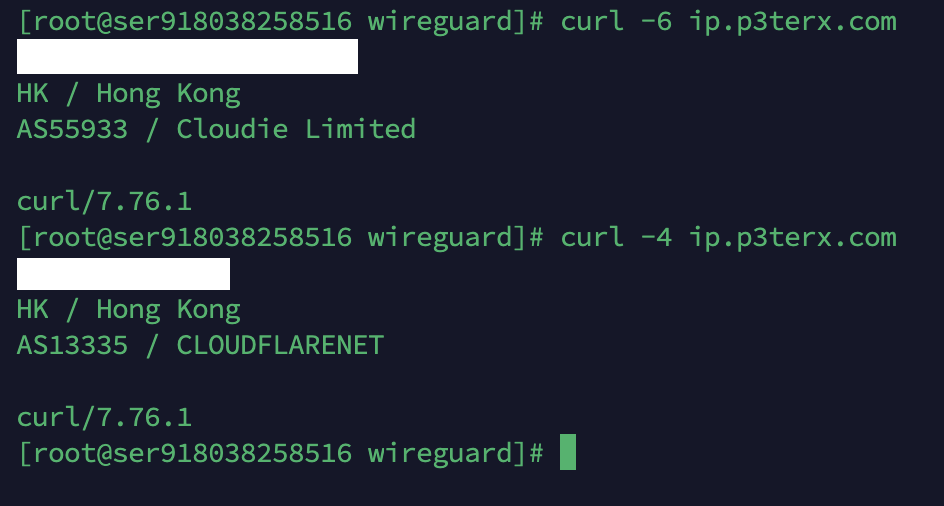 [root@ser918038258516 wireguard]# curl -6 ip.p3terx.com
HK / Hong Kong
AS55933 / Cloudie Limited
curl/7.76.1
[root@ser918038258516 wireguard]# curl -4 ip.p3terx.com
HK / Hong Kong
AS13335 / CLOUDFLARENET
curl/7.76.1
[root@ser918038258516 wireguard]#